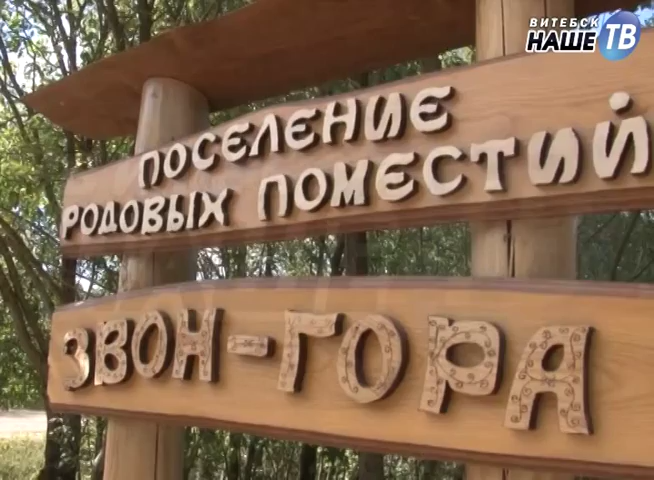 ВИТЕБСК
НАШЕ ТВ
ПОСЕЛЕНИЕ
РОДОВЫХ ПОМЕСТИЙ
ЗВОН-ГОРА